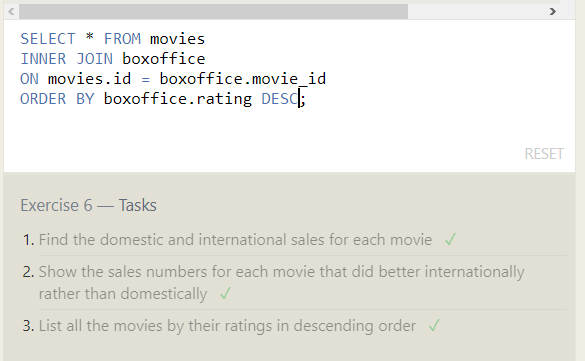 SELECT * FROM movies
INNER JOIN boxoffice
ON movies.id = boxoffice.movie_id
ORDER BY boxoffice.rating DESC;
RESET
Exercise 6 — Tasks
1. Find the domestic and international sales for each movie ✓
2. Show the sales numbers for each movie that did better internationally
rather than domestically ✓
3. List all the movies by their ratings in descending order ✓